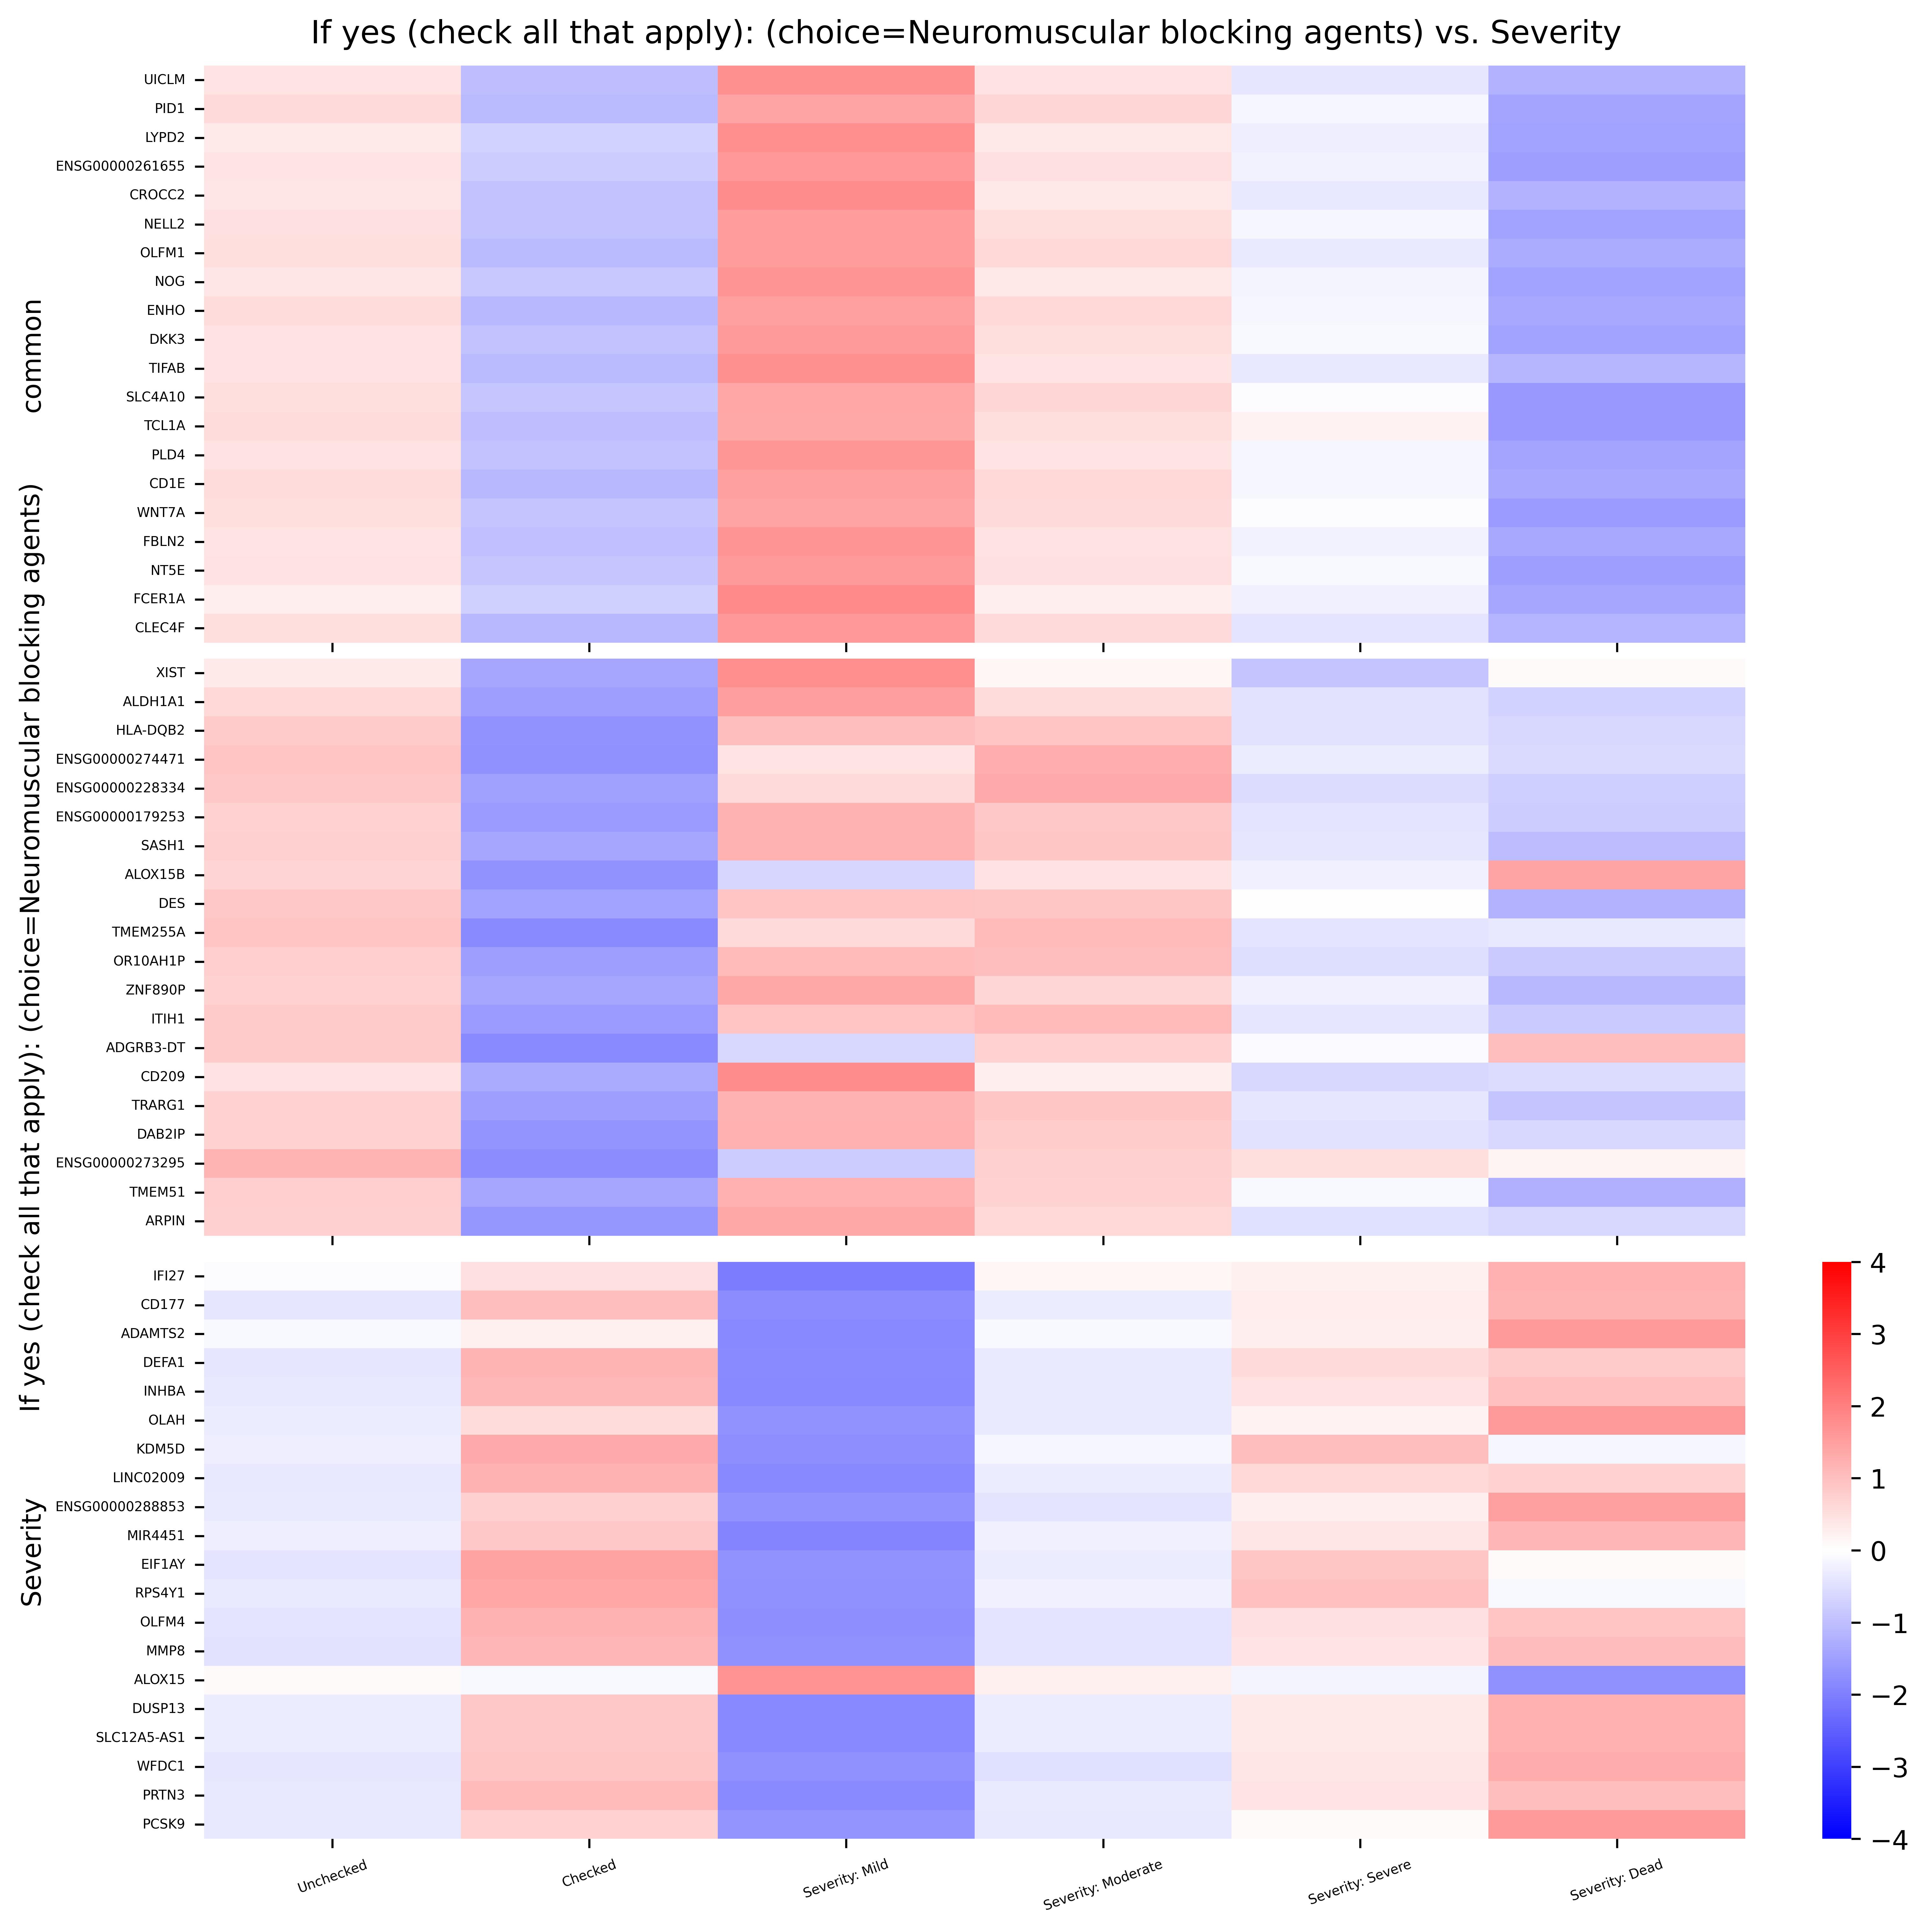 If yes (check all that apply): (choice=Neuromuscular blocking agents) vs. Severity
common
UICLM
PID1
LYPD2
ENSG00000261655
CROCC2
NELL2
OLFM1
NOG
ENHO
DKK3
TIFAB
SLC4A10
TCL1A
PLD4
CD1E
WNT7A
FBLN2
NT5E
FCER1A
CLEC4F
If yes (check all that apply): (choice=Neuromuscular blocking agents)
XIST
ALDH1A1
HLA-DQB2
ENSG00000274471
ENSG00000228334
ENSG00000179253
SASH1
ALOX15B
DES
TMEM255A
OR10AH1P
ZNF890P
ITIH1
ADGRB3-DT
CD209
TRARG1
DAB2IP
ENSG00000273295
TMEM51
ARPIN
Severity
IFI27
CD177
ADAMTS2
DEFA1
INHBA
OLAH
KDM5D
LINC02009
ENSG00000288853
MIR4451
EIF1AY
RPS4Y1
OLFM4
MMP8
ALOX15
DUSP13
SLC12A5-AS1
WFDC1
PRTN3
PCSK9
Unchecked
Checked
Severity: Mild
Severity: Moderate
Severity: Severe
Severity: Dead
4
3
2
1
0
−1
−2
−3
−4